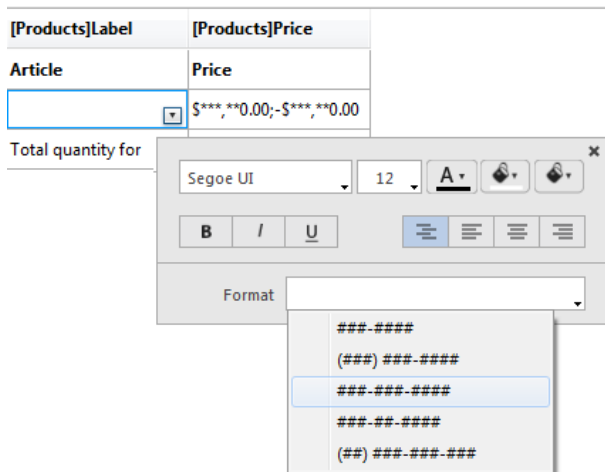 [Products]Label [Products]Price
Article Price
$***,**0.00;-$***,**0.00
Total quantity for
Segoe UI 12 A
B I U
Format
###-####
(###) ###-####
###-###-####
###-##-####
(##) ###-###-###